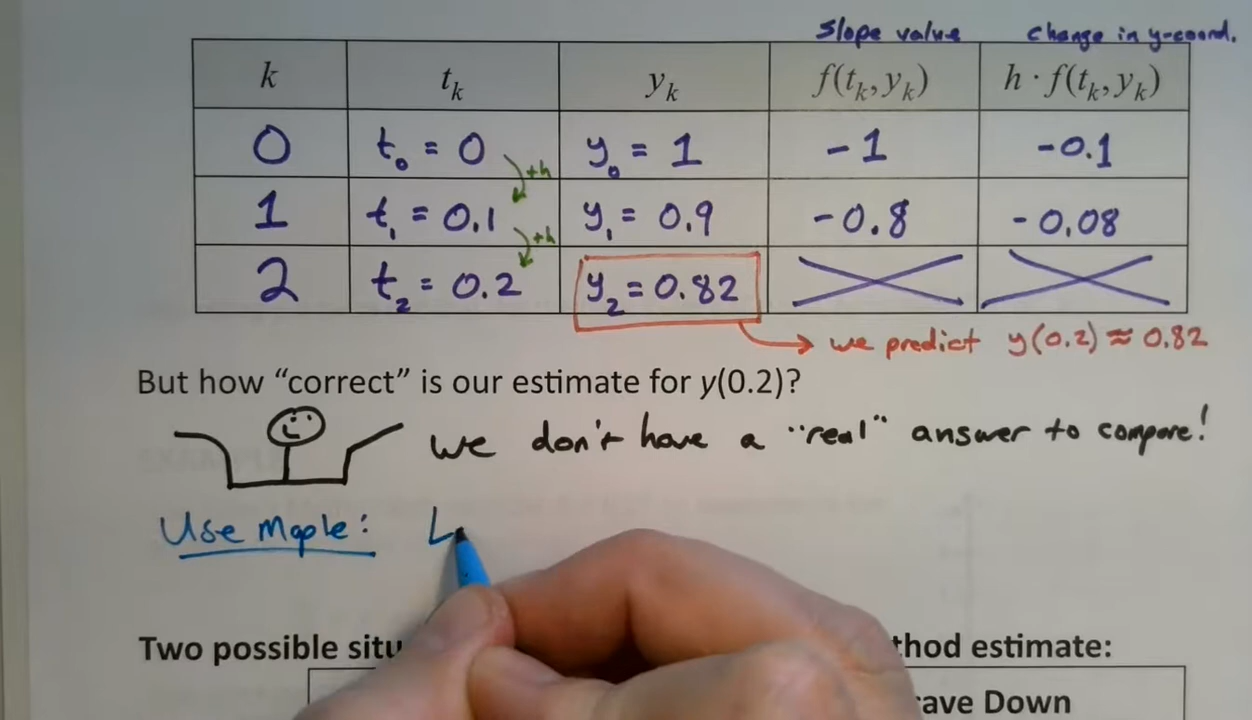 slope value change in y-coord.
k t_k y_k f(t_k, y_k) h · f(t_k, y_k)
0 t₀ = 0 +h y₀ = 1 -1 -0.1
1 t₁ = 0.1 +h y₁ = 0.9 -0.8 -0.08
2 t₂ = 0.2 y₂ = 0.82
we predict y(0.2) ≈ 0.82
But how “correct” is our estimate for y(0.2)?
we don't have a "real" answer to compare!
Use Maple:
Two possible thod estimate:
Down